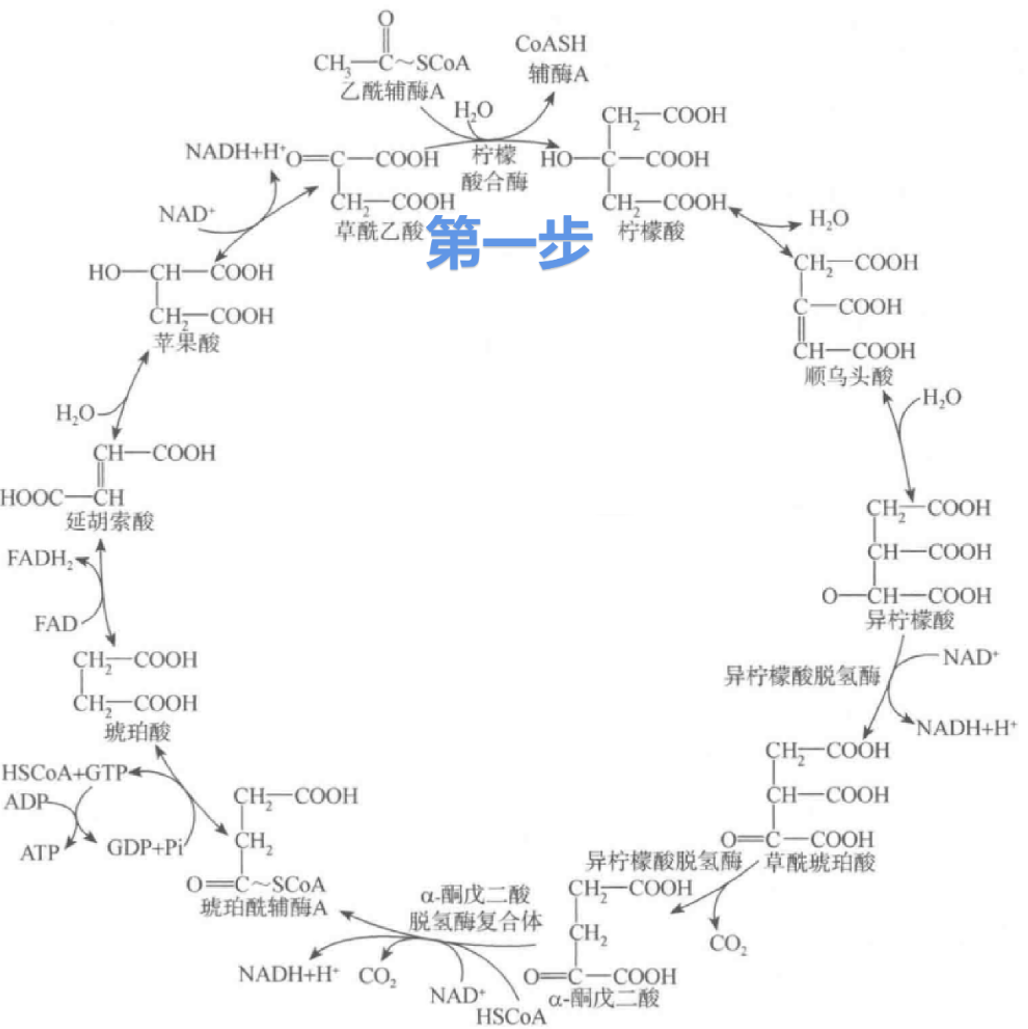 O
CH₃—C～SCoA
乙酰辅酶A
CoASH
辅酶A
H₂O
柠檬
酸合酶
O=C—COOH
CH₂—COOH
草酰乙酸
第一步
CH₂—COOH
HO—C—COOH
CH₂—COOH
柠檬酸
H₂O
CH₂—COOH
C—COOH
CH—COOH
顺乌头酸
H₂O
CH₂—COOH
CH—COOH
O—CH—COOH
异柠檬酸
异柠檬酸脱氢酶
NAD⁺
NADH+H⁺
CH₂—COOH
CH—COOH
O=C—COOH
草酰琥珀酸
异柠檬酸脱氢酶
CO₂
CH₂—COOH
CH₂
O=C—COOH
α-酮戊二酸
α-酮戊二酸
脱氢酶复合体
HSCoA
NAD⁺
CO₂
NADH+H⁺
CH₂—COOH
CH₂
O=C～SCoA
琥珀酰辅酶A
HSCoA+GTP
ADP
ATP
GDP+Pi
CH₂—COOH
CH₂—COOH
琥珀酸
FADH₂
FAD
CH—COOH
HOOC—CH
延胡索酸
H₂O
HO—CH—COOH
CH₂—COOH
苹果酸
NAD⁺
NADH+H⁺